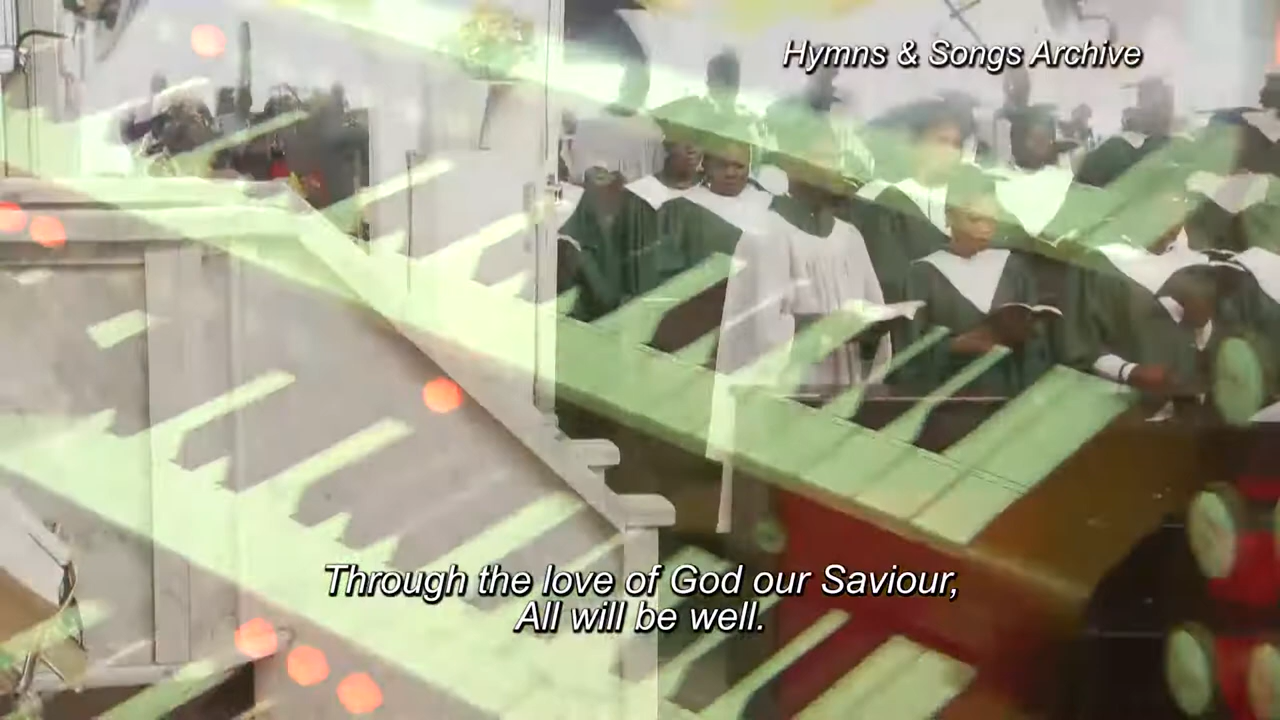 Hymns & Songs Archive
Through the love of God our Saviour,
All will be well.